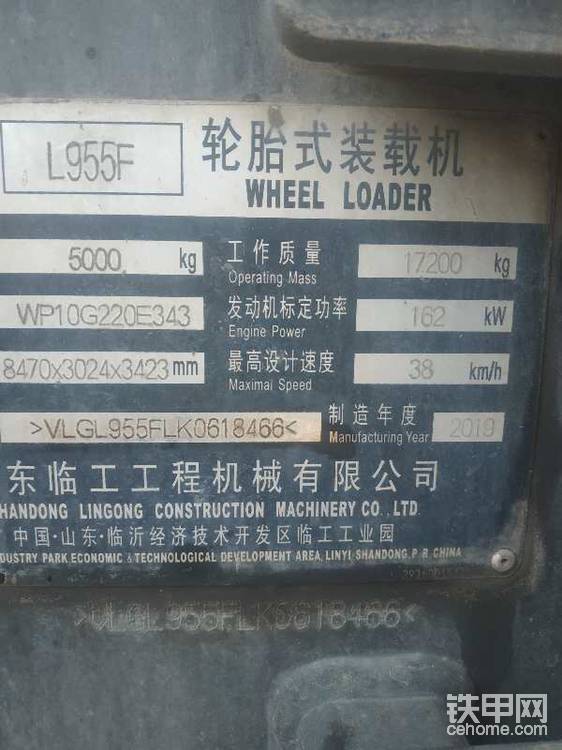 L955F
轮胎式装载机
WHEEL LOADER
5000 kg 工作质量 17200 kg
Operating Mass
WP10G220E343 发动机标定功率 162 kW
Engine Power
8470x3024x3423 mm 最高设计速度 38 km/h
Maximal Speed
>VLGL955FLK0618466< 制造年度 2019
Manufacturing Year
东临工工程机械有限公司
HANDONG LINGONG CONSTRUCTION MACHINERY CO., LTD.
中国·山东·临沂经济技术开发区临工工业园
DUSTRY PARK,ECONOMIC & TECHNOLOGICAL DEVELOPMENT AREA, LINYI SHANDONG, P. R. CHINA
>VLGL955FLK0618466<
铁甲网
cehome.com